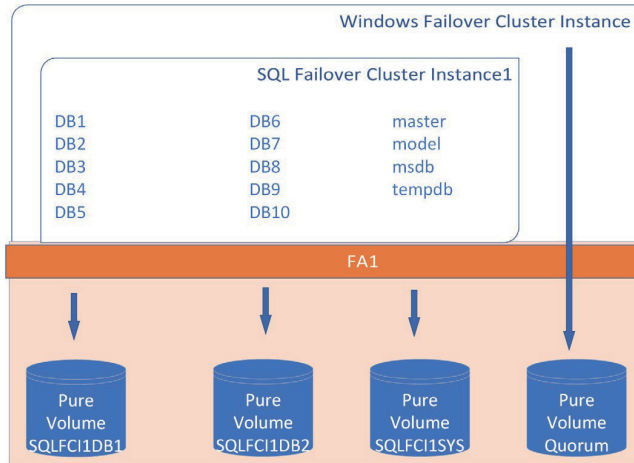 Windows Failover Cluster Instance
SQL Failover Cluster Instance1
DB1
DB2
DB3
DB4
DB5
DB6
DB7
DB8
DB9
DB10
master
model
msdb
tempdb
FA1
Pure
Volume
SQLFCI1DB1
Pure
Volume
SQLFCI1DB2
Pure
Volume
SQLFCI1SYS
Pure
Volume
Quorum